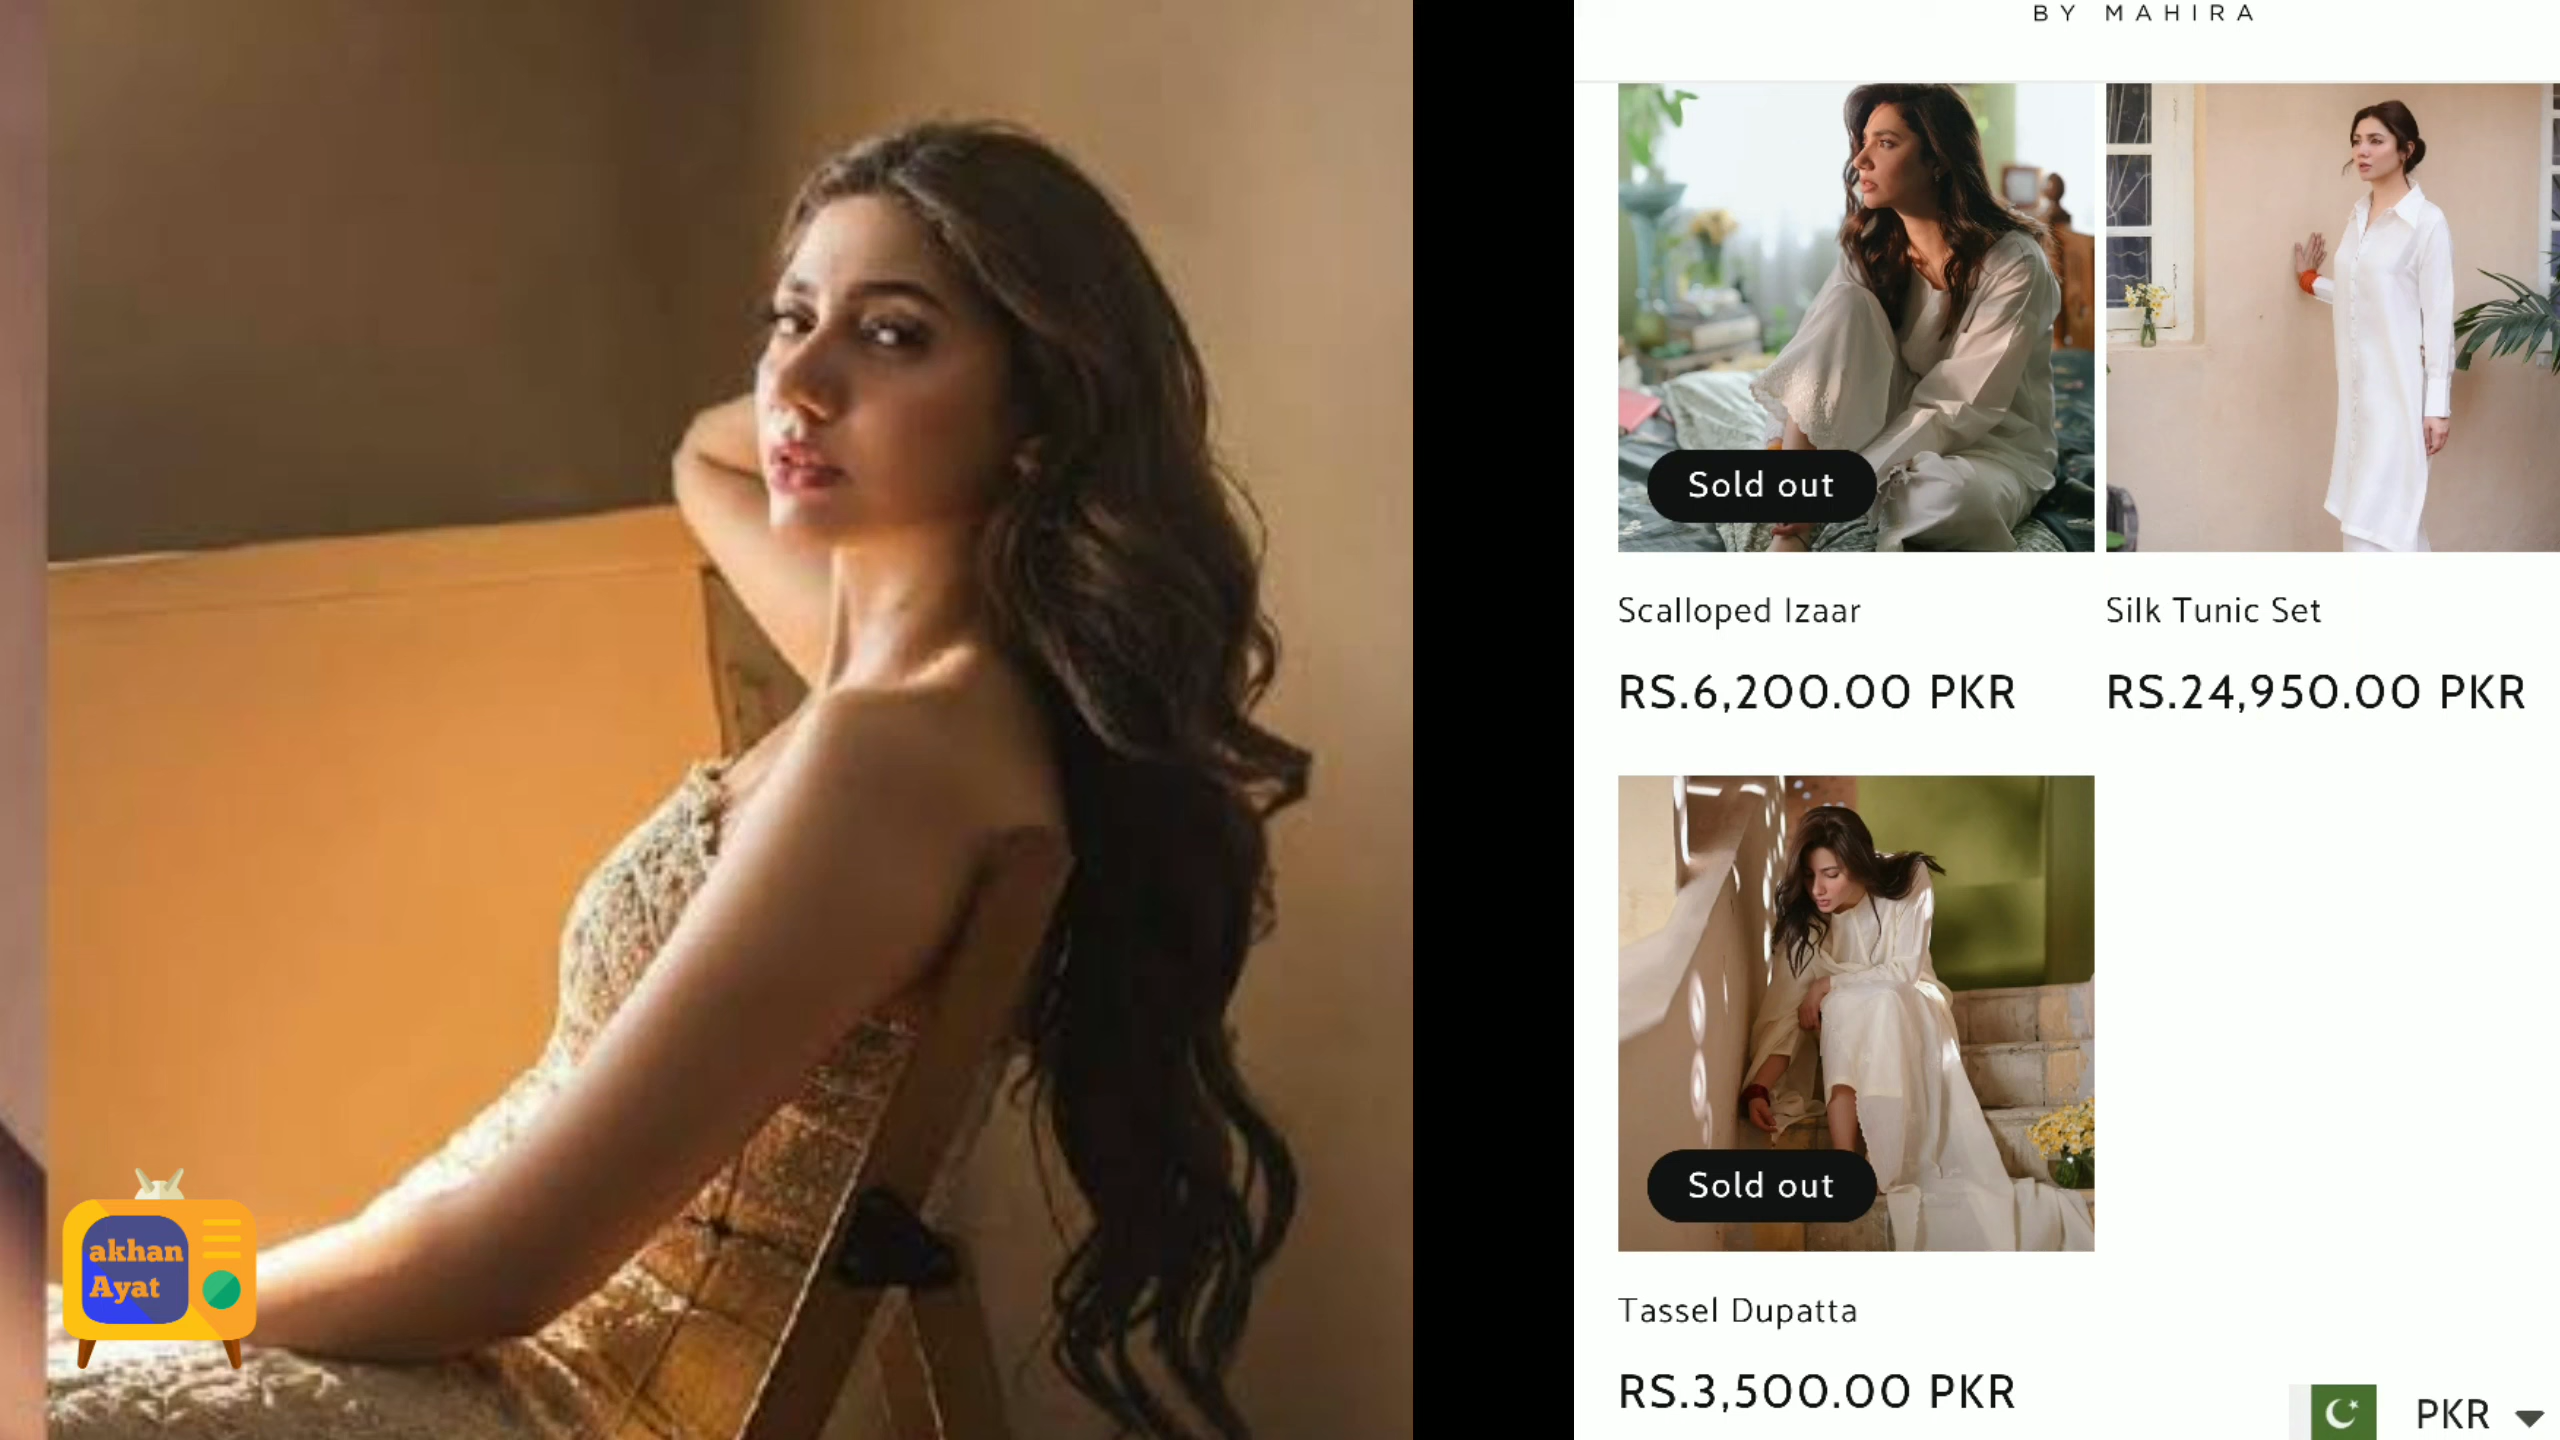 BY MAHIRA
Sold out
Scalloped Izaar
RS.6,200.00 PKR
Silk Tunic Set
RS.24,950.00 PKR
Sold out
Tassel Dupatta
RS.3,500.00 PKR
PKR
akhan
Ayat